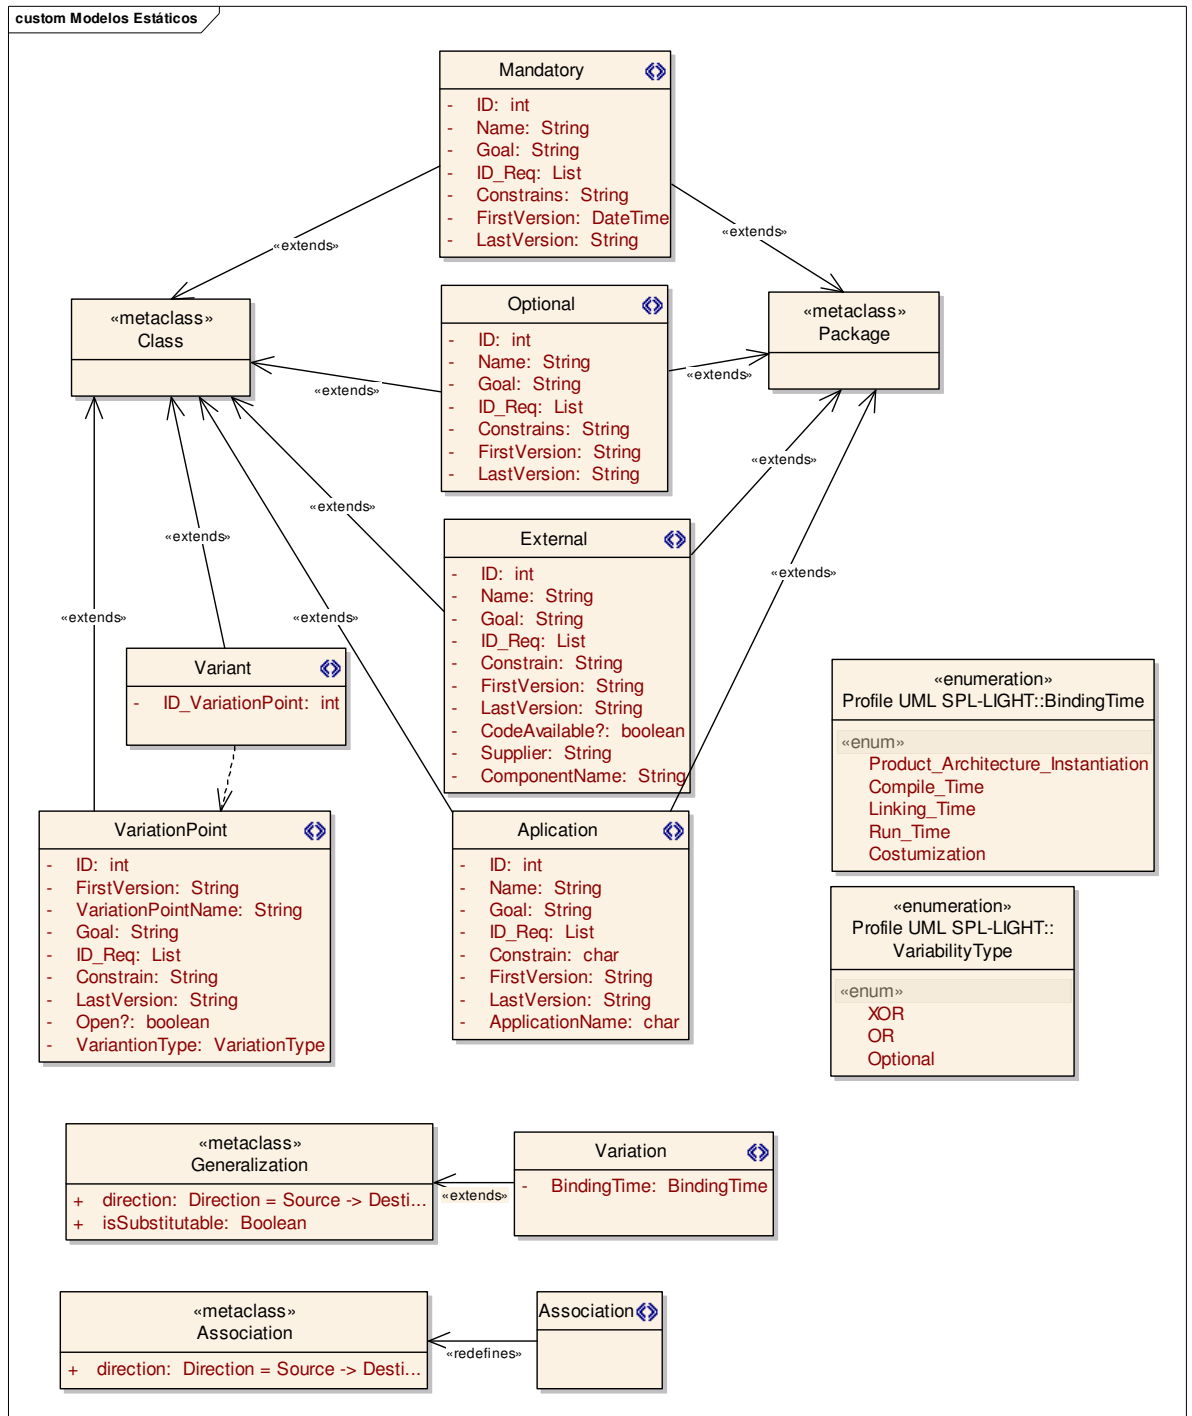 custom Modelos Estáticos
Mandatory
- ID: int
- Name: String
- Goal: String
- ID_Req: List
- Constrains: String
- FirstVersion: DateTime
- LastVersion: String
«extends»
«extends»
«metaclass»
Class
Optional
- ID: int
- Name: String
- Goal: String
- ID_Req: List
- Constrains: String
- FirstVersion: String
- LastVersion: String
«metaclass»
Package
«extends»
«extends»
«extends»
«extends»
«extends»
«extends»
«extends»
«extends»
External
- ID: int
- Name: String
- Goal: String
- ID_Req: List
- Constrain: String
- FirstVersion: String
- LastVersion: String
- CodeAvailable?: boolean
- Supplier: String
- ComponentName: String
Variant
- ID_VariationPoint: int
«enumeration»
Profile UML SPL-LIGHT::BindingTime
«enum»
Product_Architecture_Instantiation
Compile_Time
Linking_Time
Run_Time
Costumization
VariationPoint
- ID: int
- FirstVersion: String
- VariationPointName: String
- Goal: String
- ID_Req: List
- Constrain: String
- LastVersion: String
- Open?: boolean
- VariantionType: VariationType
Aplication
- ID: int
- Name: String
- Goal: String
- ID_Req: List
- Constrain: char
- FirstVersion: String
- LastVersion: String
- ApplicationName: char
«enumeration»
Profile UML SPL-LIGHT::
VariabilityType
«enum»
XOR
OR
Optional
«metaclass»
Generalization
+ direction: Direction = Source -> Desti...
+ isSubstitutable: Boolean
«extends»
Variation
- BindingTime: BindingTime
«metaclass»
Association
+ direction: Direction = Source -> Desti...
«redefines»
Association